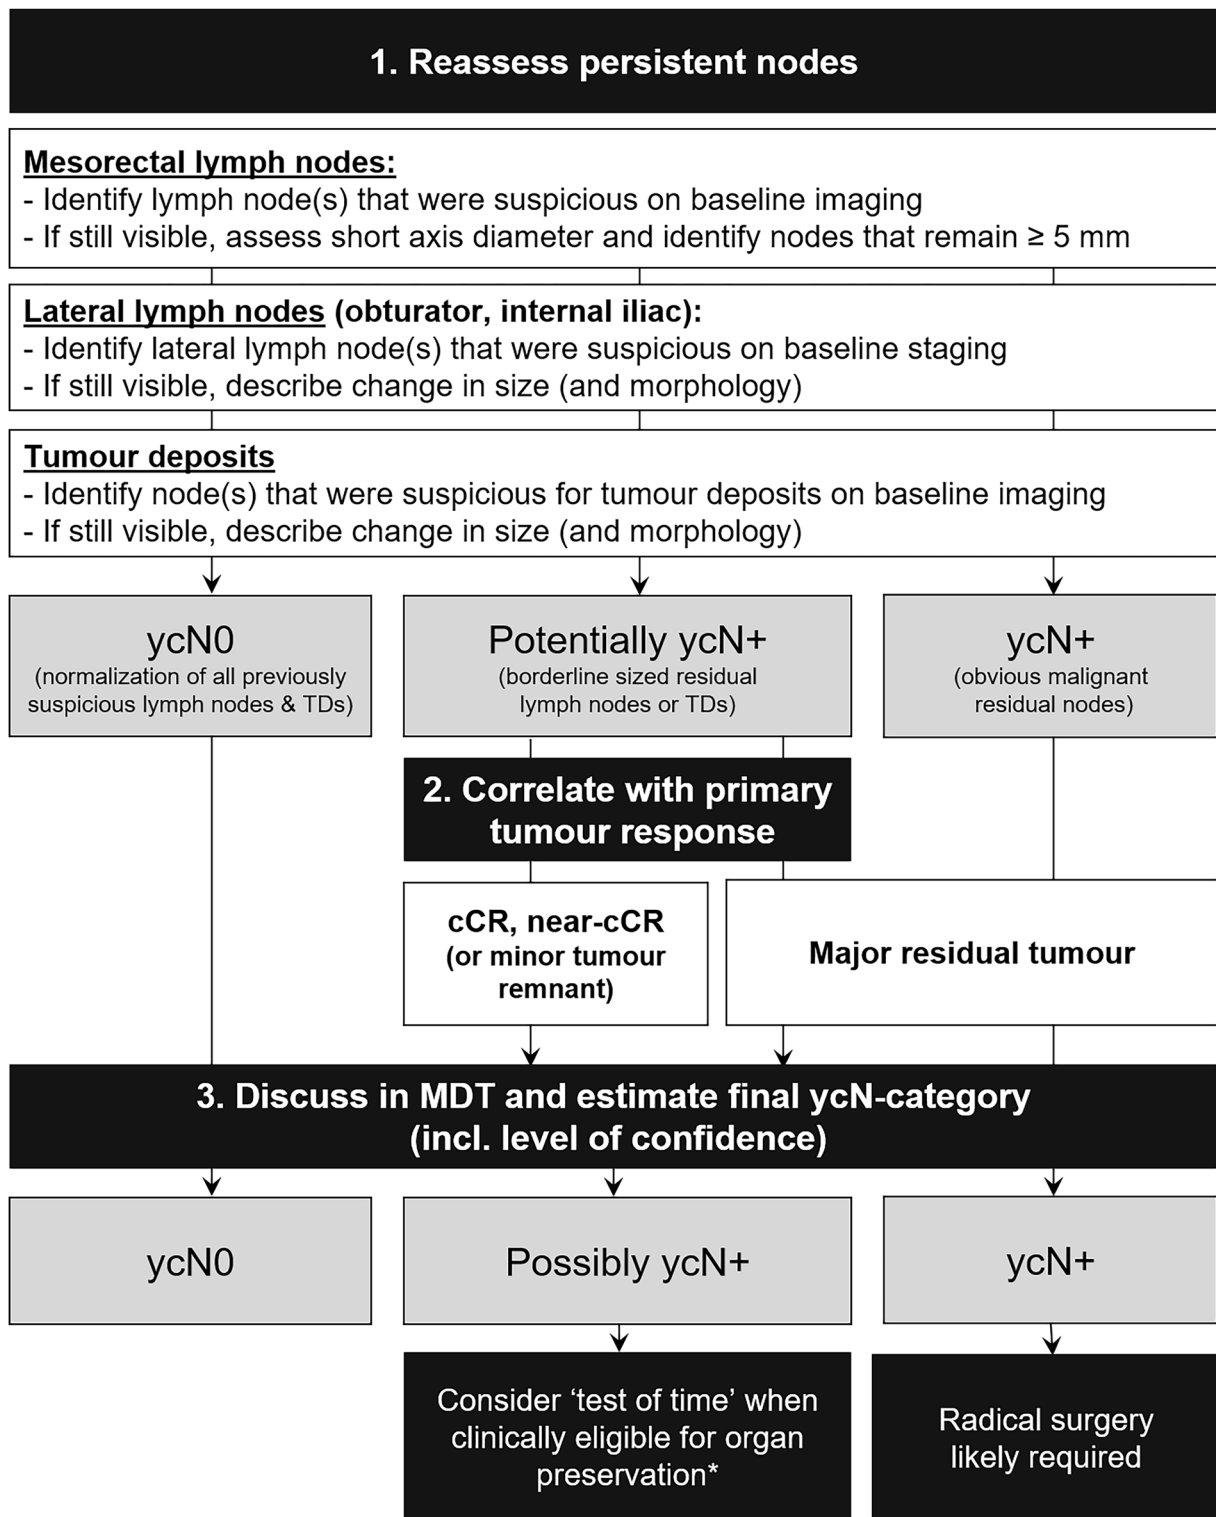 1. Reassess persistent nodes
Mesorectal lymph nodes:
- Identify lymph node(s) that were suspicious on baseline imaging
- If still visible, assess short axis diameter and identify nodes that remain ≥ 5 mm
Lateral lymph nodes (obturator, internal iliac):
- Identify lateral lymph node(s) that were suspicious on baseline staging
- If still visible, describe change in size (and morphology)
Tumour deposits
- Identify node(s) that were suspicious for tumour deposits on baseline imaging
- If still visible, describe change in size (and morphology)
ycN0
(normalization of all previously
suspicious lymph nodes & TDs)
Potentially ycN+
(borderline sized residual
lymph nodes or TDs)
ycN+
(obvious malignant
residual nodes)
2. Correlate with primary
tumour response
cCR, near-cCR
(or minor tumour
remnant)
Major residual tumour
3. Discuss in MDT and estimate final ycN-category
(incl. level of confidence)
ycN0
Possibly ycN+
ycN+
Consider ‘test of time’ when
clinically eligible for organ
preservation*
Radical surgery
likely required